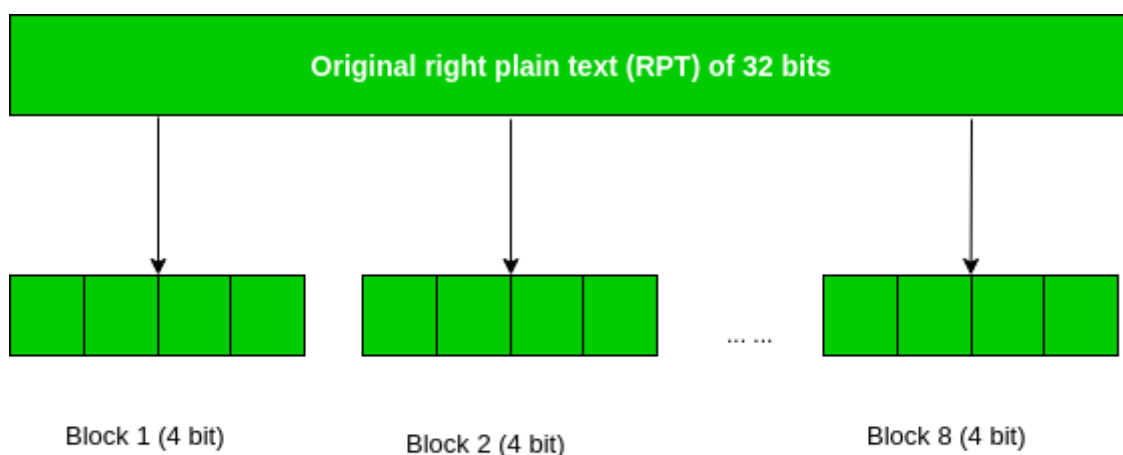 Original right plain text (RPT) of 32 bits
... ...
Block 1 (4 bit)
Block 2 (4 bit)
Block 8 (4 bit)